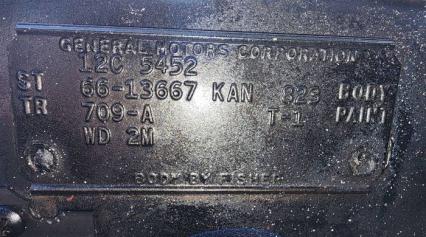 GENERAL MOTORS CORPORATION
12C 5452
ST 66-13667 KAN 323 BODY
TR 709-A T-1 PAINT
WD 2M
BODY BY FISHER